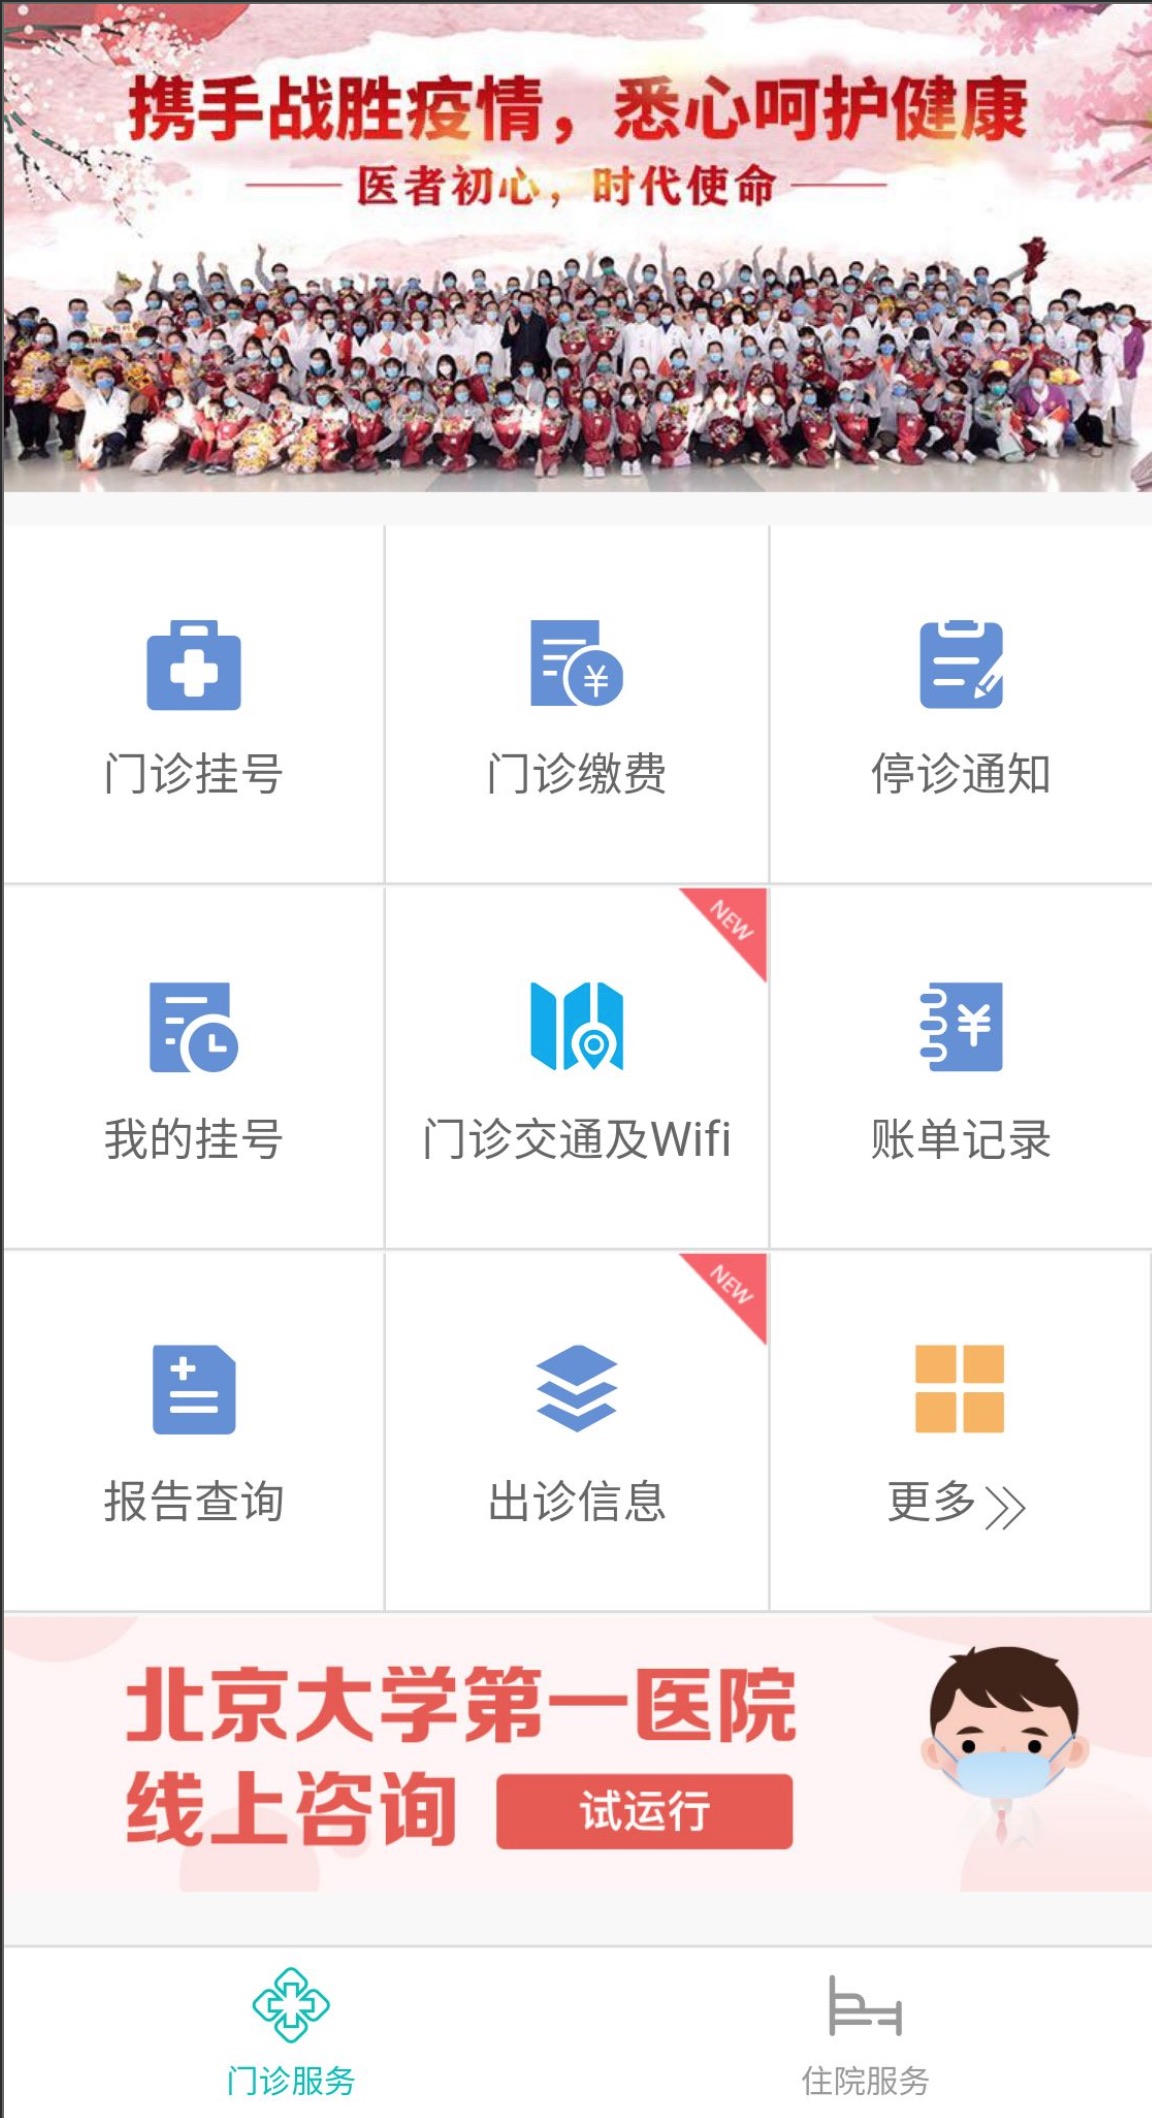 携手战胜疫情，悉心呵护健康
医者初心，时代使命
门诊挂号
门诊缴费
停诊通知
NEW
我的挂号
门诊交通及Wifi
账单记录
NEW
报告查询
出诊信息
更多
北京大学第一医院
线上咨询 试运行
门诊服务
住院服务